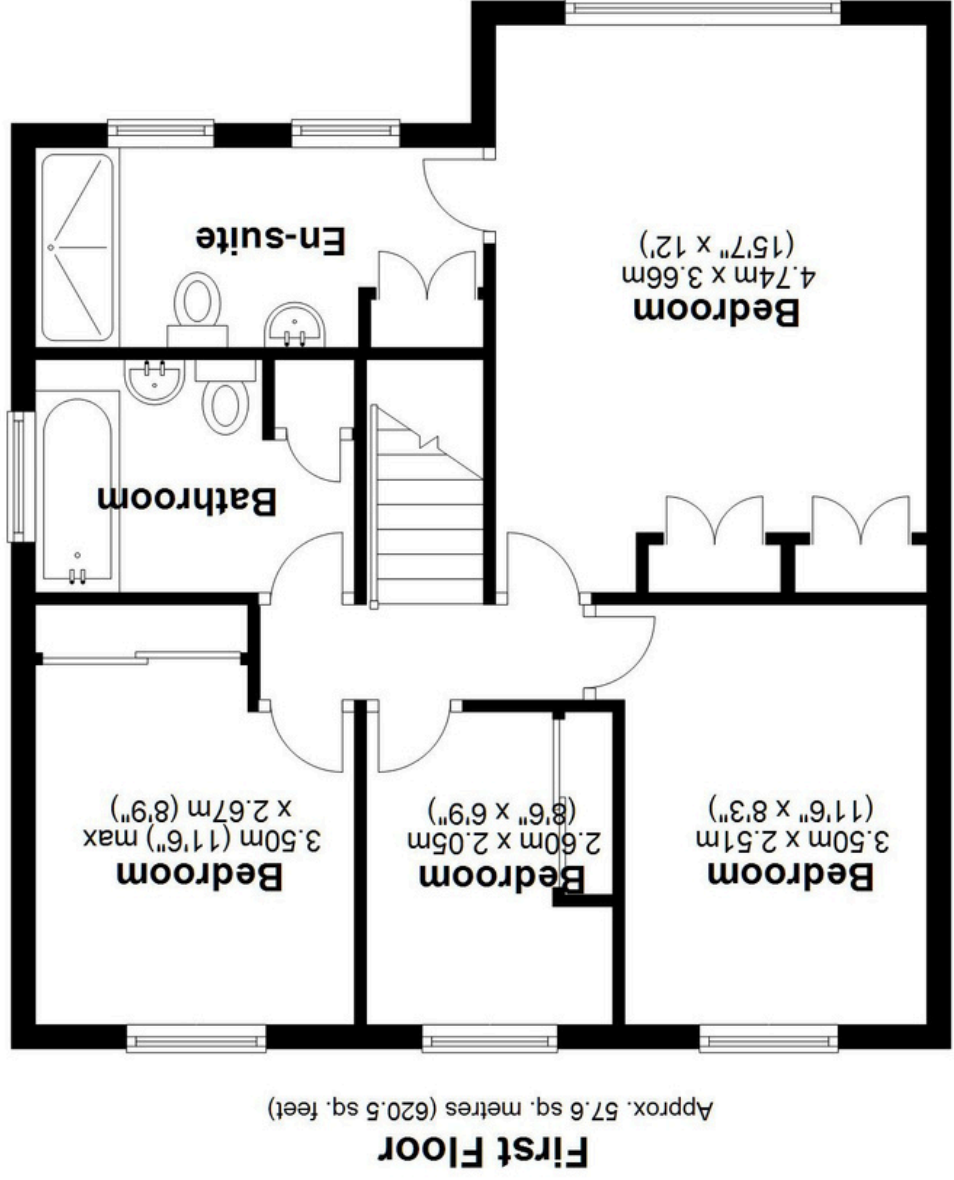 First Floor
Approx. 57.6 sq. metres (620.5 sq. feet)
Bedroom
3.50m x 2.51m
(11'6" x 8'3")
Bedroom
2.60m x 2.05m
(8'6" x 6'9")
Bedroom
3.50m (11'6") max
x 2.67m (8'9")
Bathroom
Bedroom
4.74m x 3.66m
(15'7" x 12')
En-suite